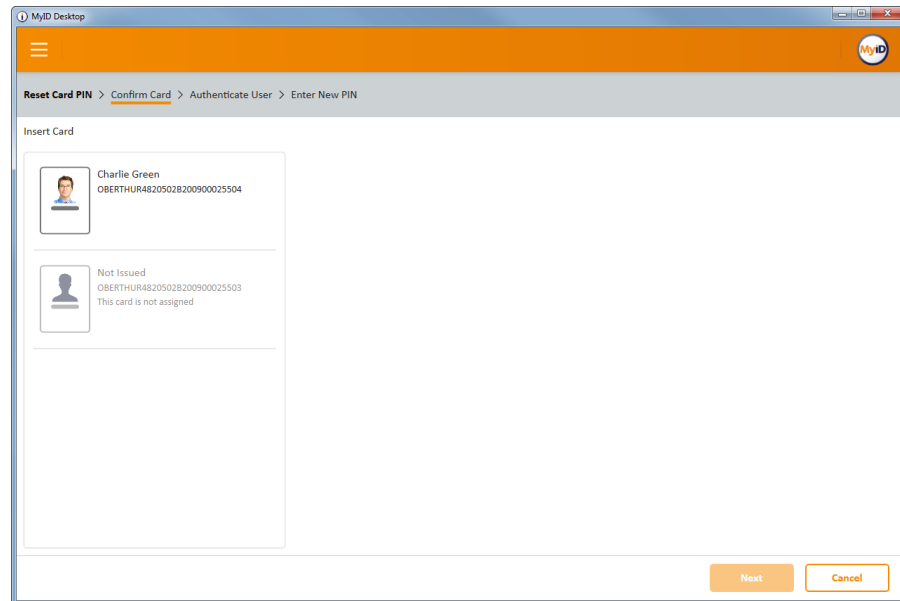 MyID Desktop
MyID
Reset Card PIN > Confirm Card > Authenticate User > Enter New PIN
Insert Card
Charlie Green
OBERTHUR4820502B200900025504
Not Issued
OBERTHUR4820502B200900025503
This card is not assigned
Next
Cancel